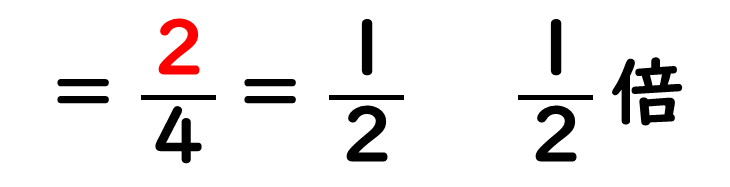 = 2/4 = 1/2 1/2倍